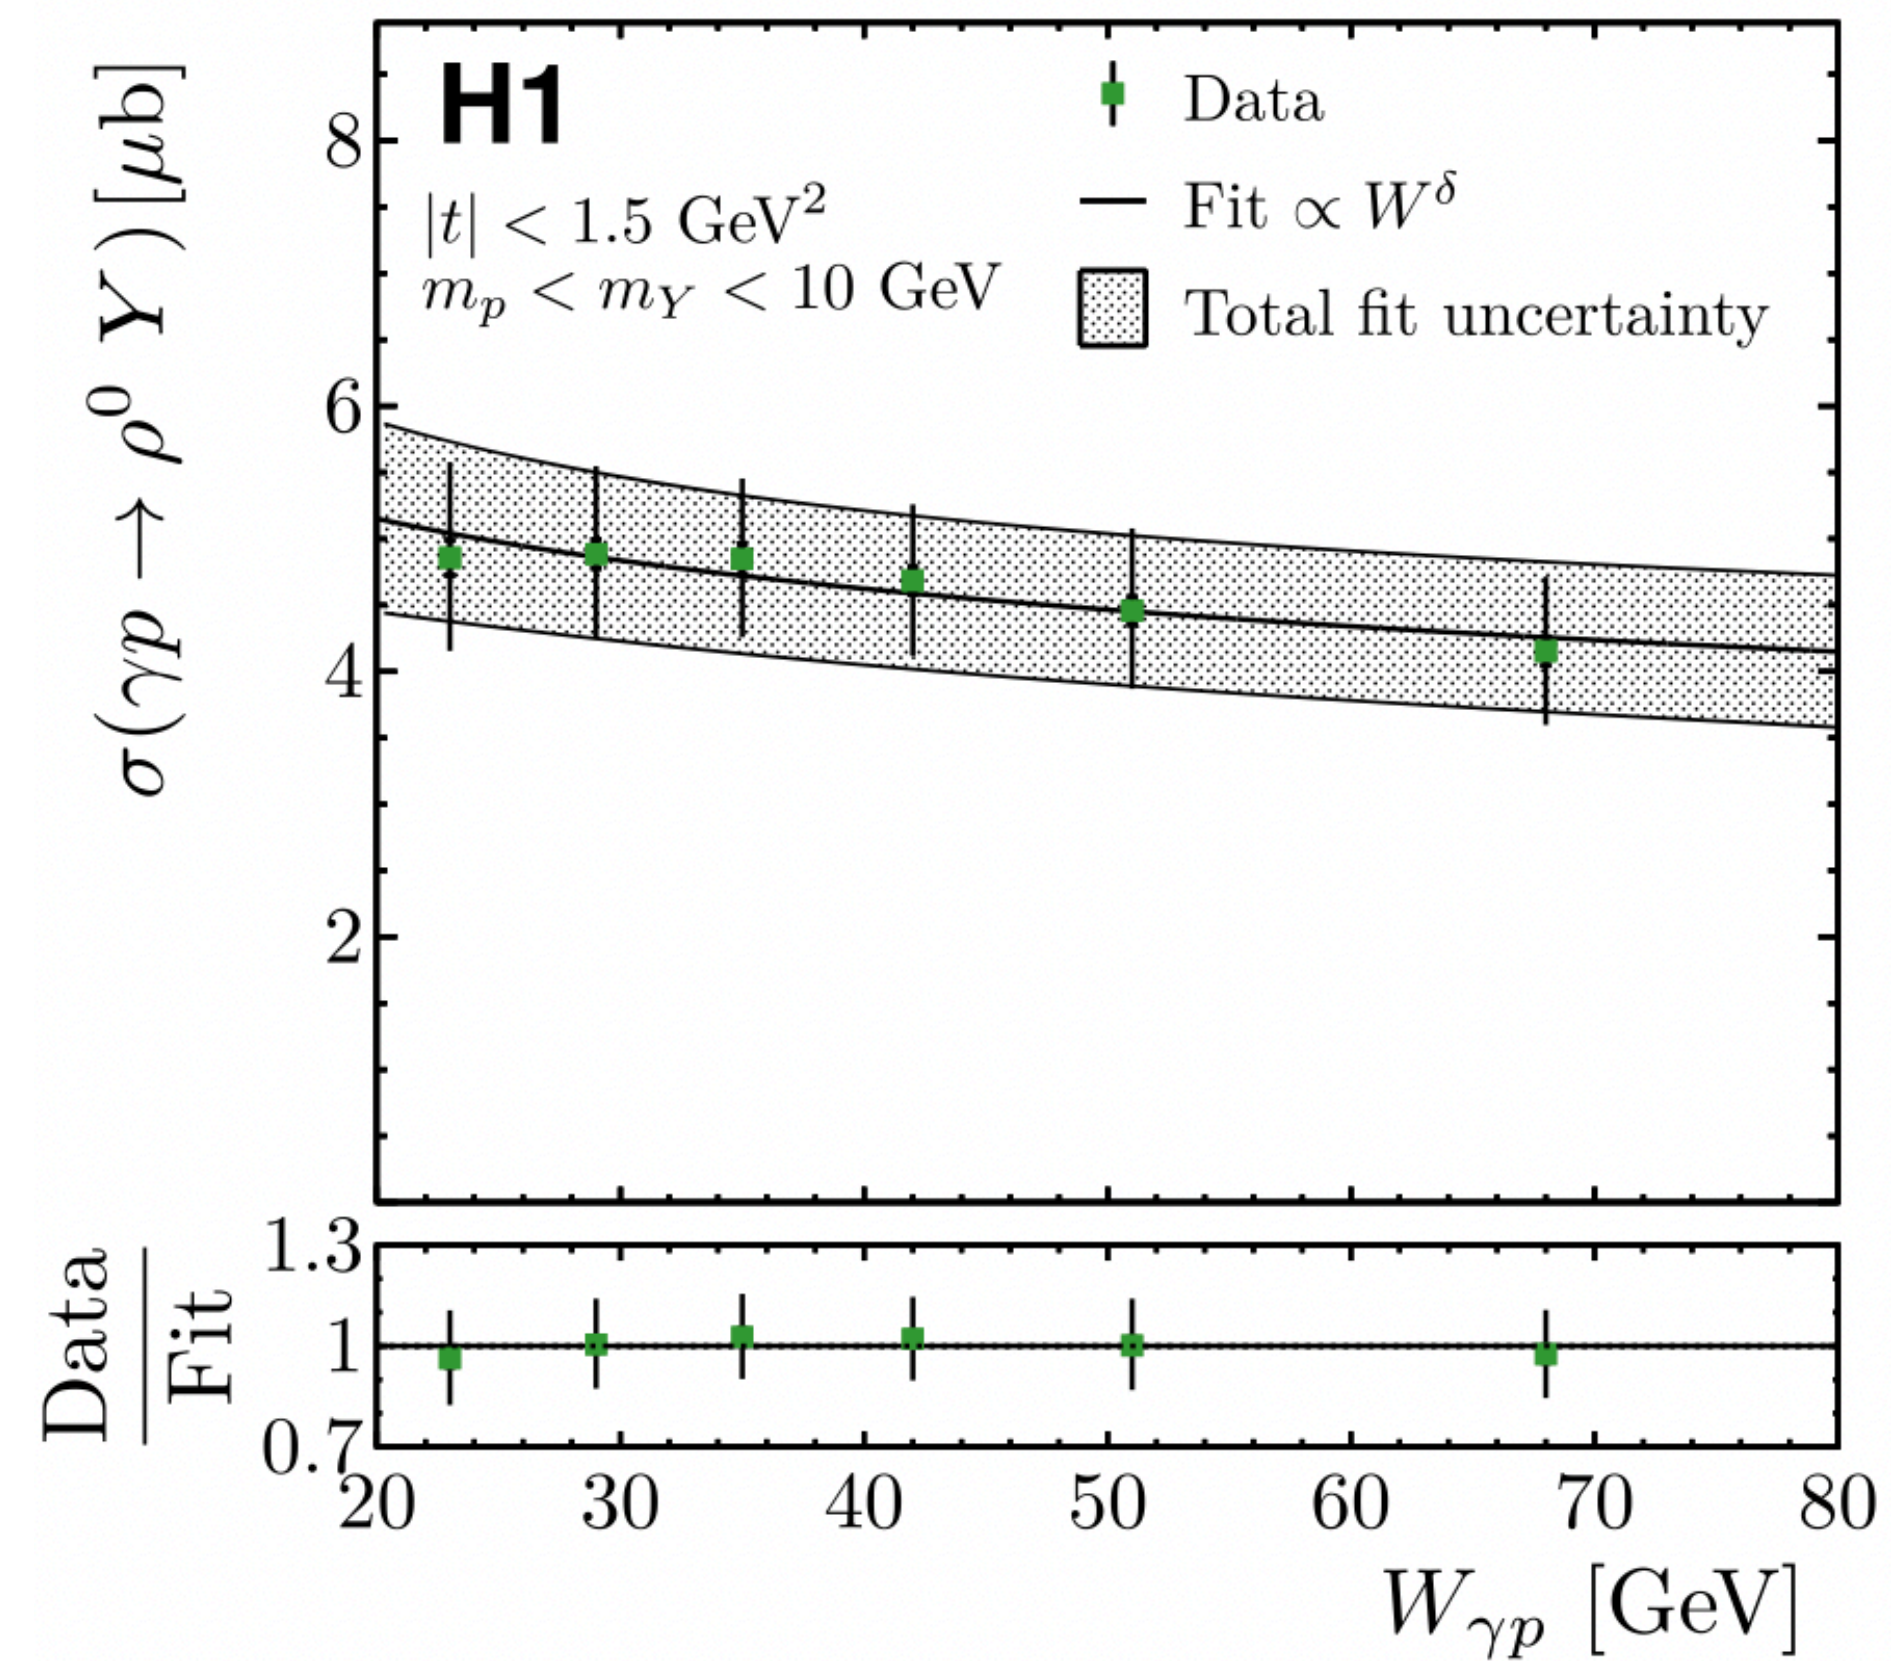 H1
|t| < 1.5 GeV²
mₚ < m_Y < 10 GeV
Data
Fit ∝ W^δ
Total fit uncertainty
σ(γp → ρ⁰ Y) [μb]
8
6
4
2
Data
Fit
1.3
1
0.7
20 30 40 50 60 70 80
W_γp [GeV]